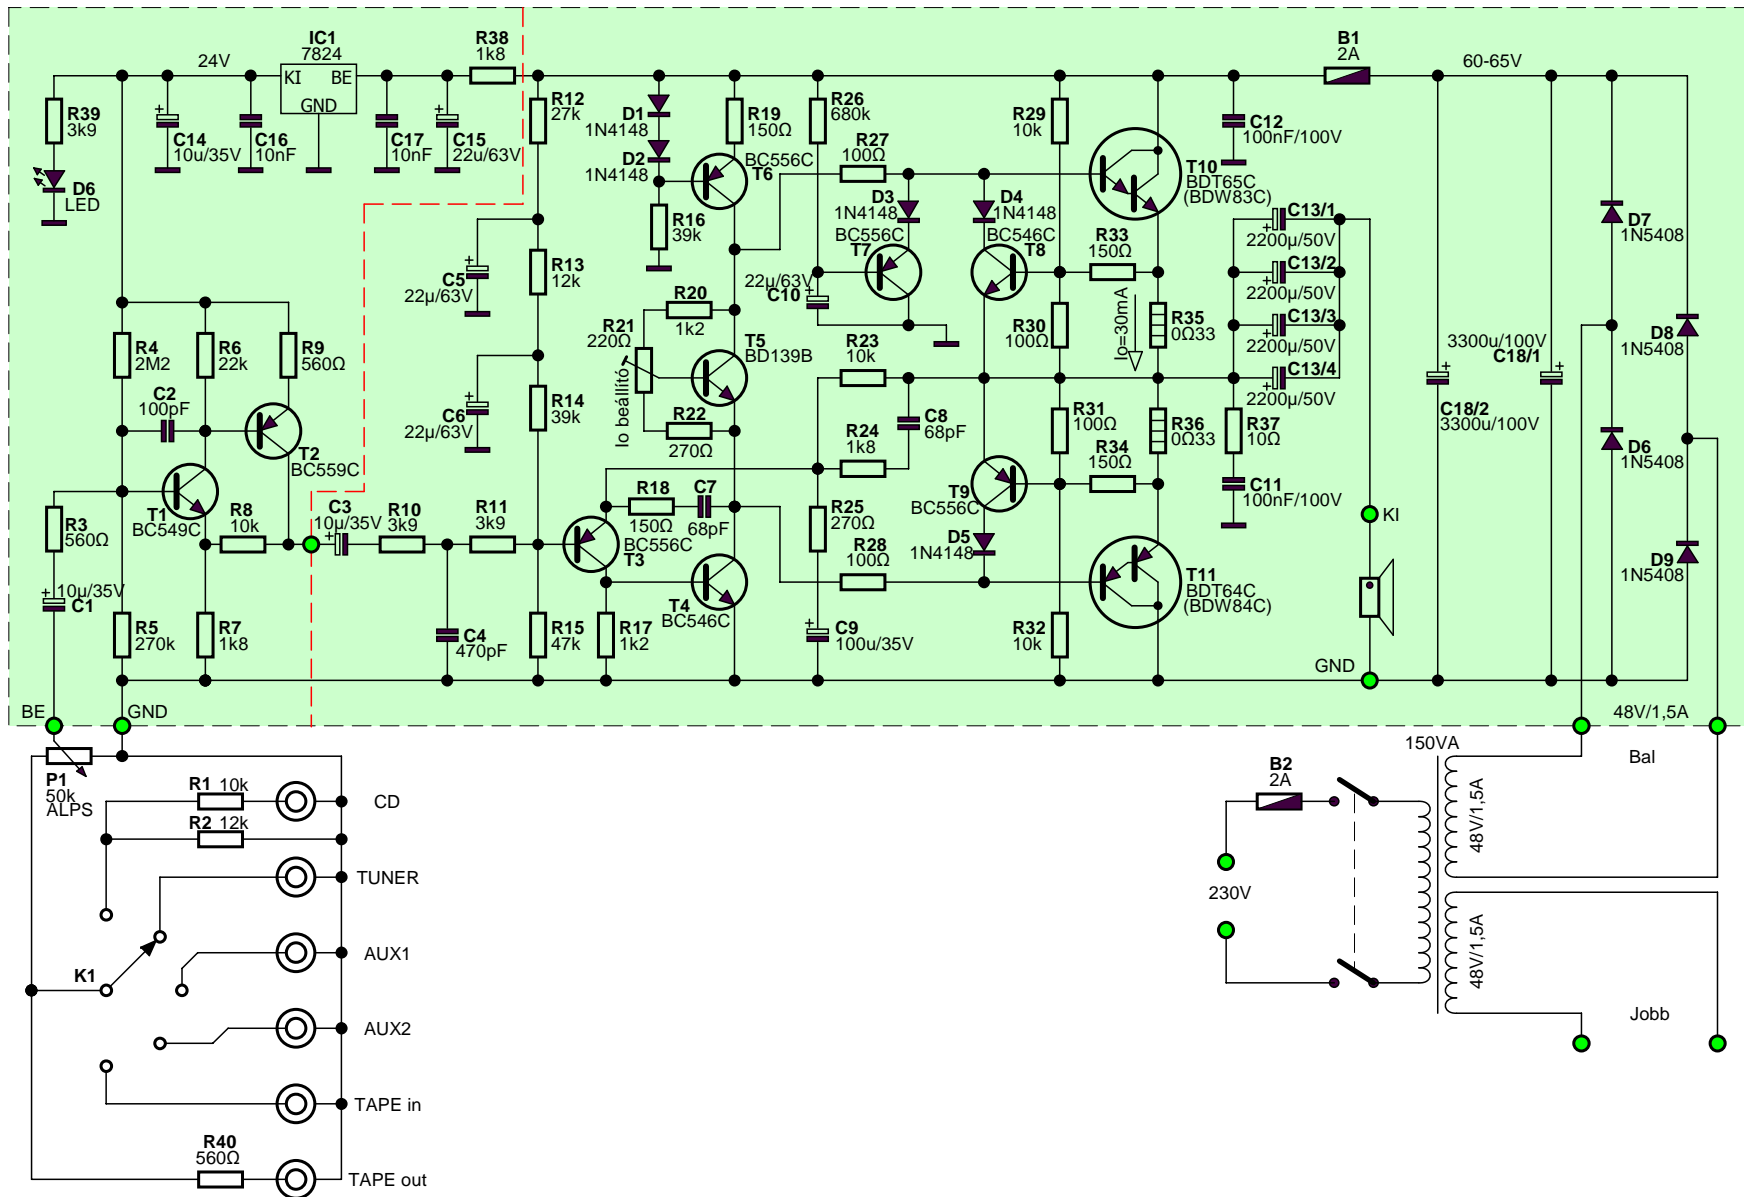 IC1
7824
KI BE
GND
24V
R38
1k8
B1
2A
60-65V
R39
3k9
D6
LED
C14
10u/35V
C16
10nF
C17
10nF
C15
22u/63V
R12
27k
D1
1N4148
D2
1N4148
R19
150Ω
BC556C
T6
R16
39k
R26
680k
R27
100Ω
R29
10k
C12
100nF/100V
T10
BDT65C
(BDW83C)
D3
1N4148
BC556C
T7
D4
1N4148
BC546C
T8
R33
150Ω
C13/1
2200µ/50V
C13/2
2200µ/50V
C13/3
2200µ/50V
C13/4
2200µ/50V
D7
1N5408
D8
1N5408
C5
22µ/63V
R13
12k
R20
1k2
R21
220Ω
Io beállító
22µ/63V
C10
R30
100Ω
Io=30mA
R35
0Ω33
R4
2M2
R6
22k
R9
560Ω
C2
100pF
T2
BC559C
C6
22µ/63V
R14
39k
T5
BD139B
R22
270Ω
R23
10k
C8
68pF
R24
1k8
R31
100Ω
R36
0Ω33
R34
150Ω
R37
10Ω
C11
100nF/100V
3300u/100V
C18/1
C18/2
3300u/100V
D6
1N5408
D9
1N5408
R3
560Ω
T1
BC549C
R8
10k
C3
10µ/35V
R10
3k9
R11
3k9
R18
150Ω
C7
68pF
BC556C
T3
R25
270Ω
R28
100Ω
T9
BC556C
D5
1N4148
T11
BDT64C
(BDW84C)
KI
10µ/35V
C1
R5
270k
R7
1k8
C4
470pF
R15
47k
R17
1k2
T4
BC546C
C9
100u/35V
R32
10k
GND
BE
GND
48V/1,5A
P1
50k
ALPS
R1 10k
CD
R2 12k
TUNER
AUX1
K1
AUX2
TAPE in
R40
560Ω
TAPE out
150VA
Bal
B2
2A
48V/1,5A
230V
48V/1,5A
Jobb